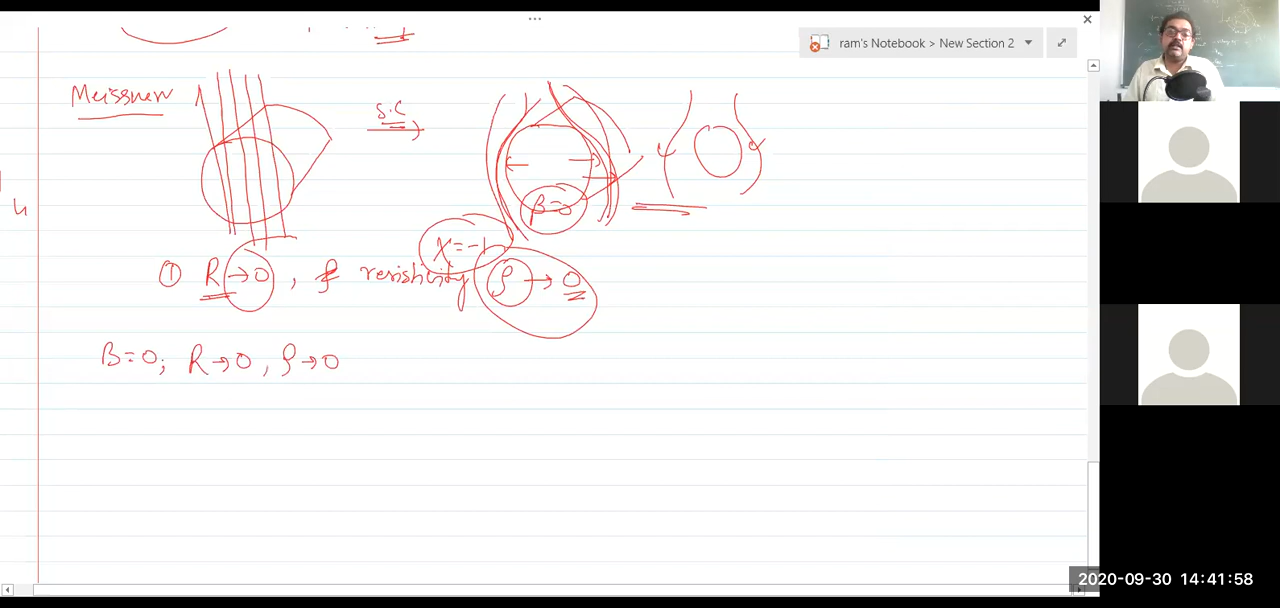 ram's Notebook > New Section 2
Meissner
S.C
B=0
χ=-1
① R→0, resistivity ρ→0
B=0; R→0, ρ→0
2020-09-30 14:41:58